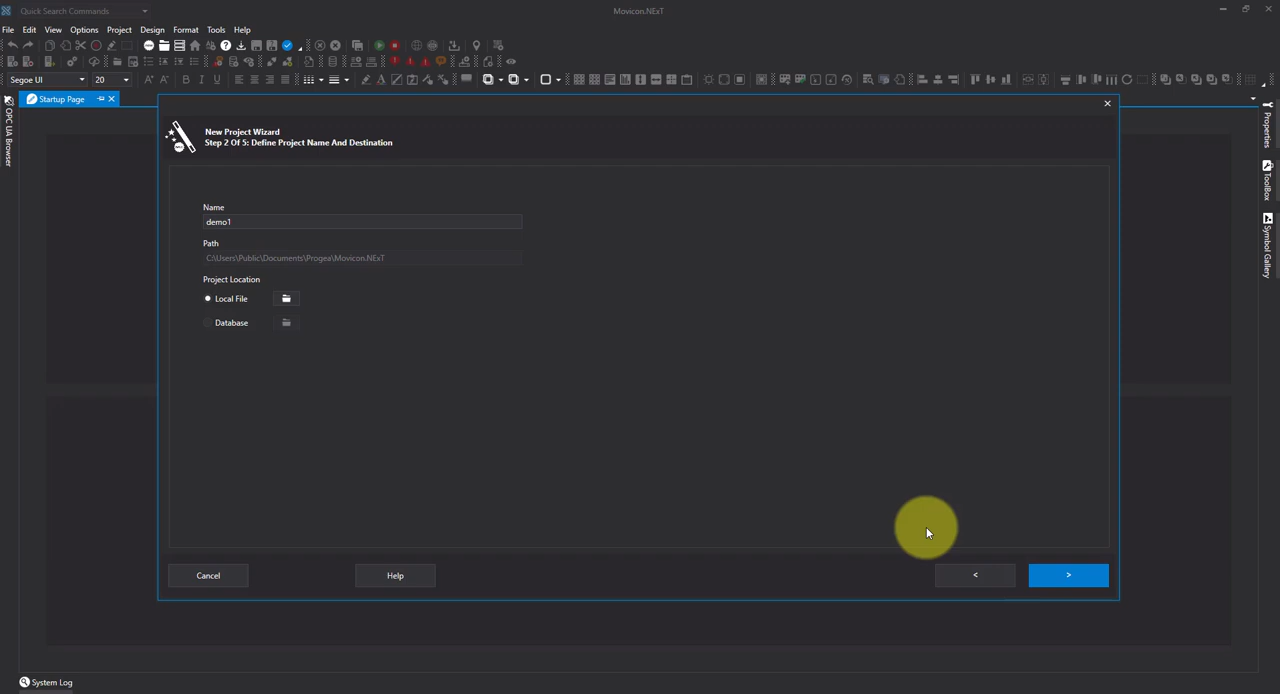 Quick Search Commands
Movicon.NExT
File Edit View Options Project Design Format Tools Help
Segoe UI 20
Startup Page
OPC UA Browser
New Project Wizard
Step 2 Of 5: Define Project Name And Destination
Name
demo1
Path
C:\Users\Public\Documents\Progea\Movicon.NExT
Project Location
Local File
Database
Cancel
Help
<
>
Properties
ToolBox
Symbol Gallery
System Log